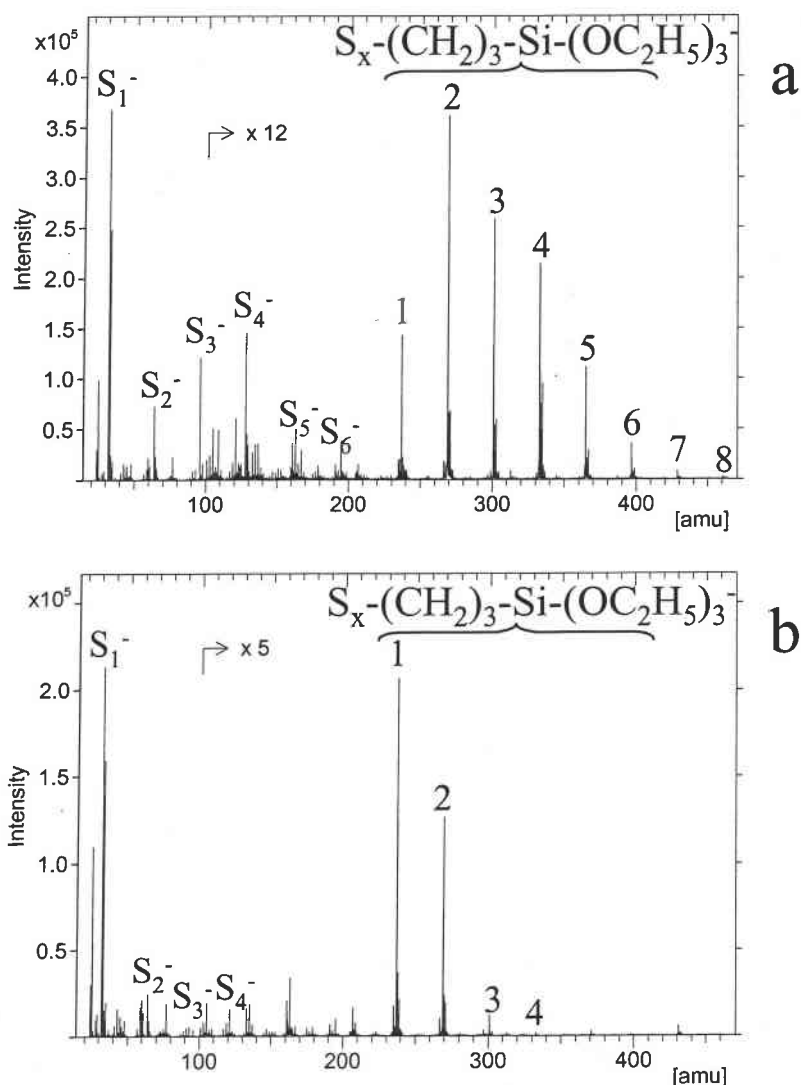 Sₓ-(CH₂)₃-Si-(OC₂H₅)₃⁻
a
x10⁵
4.0
3.5
3.0
2.5
2.0
1.5
1.0
0.5
Intensity
S₁⁻
x 12
S₂⁻
S₃⁻
S₄⁻
S₅⁻
S₆⁻
1
2
3
4
5
6
7
8
100
200
300
400
[amu]
Sₓ-(CH₂)₃-Si-(OC₂H₅)₃⁻
b
x10⁵
2.0
1.5
1.0
0.5
Intensity
S₁⁻
x 5
S₂⁻
S₃⁻
S₄⁻
1
2
3
4
100
200
300
400
[amu]